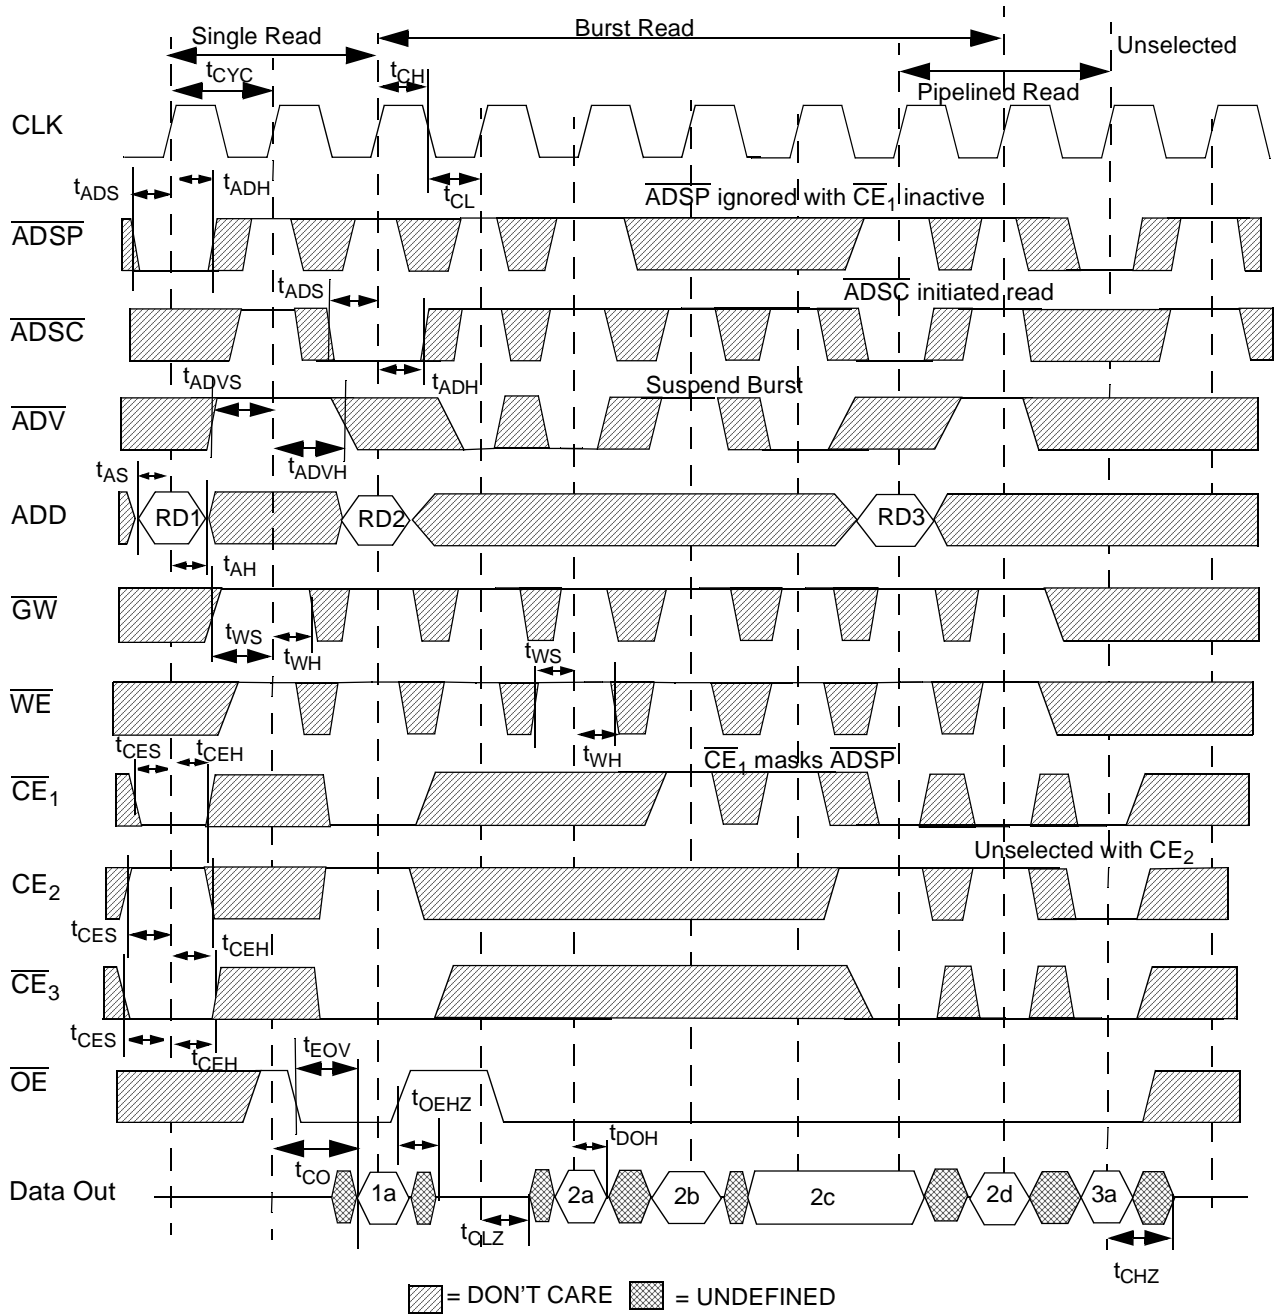 Single Read
Burst Read
Unselected
tCYC
tCH
Pipelined Read
CLK
tADS
tADH
tCL
ADSP ignored with CE1 inactive
ADSP
tADS
ADSC initiated read
ADSC
tADVS
tADH
Suspend Burst
ADV
tAS
tADVH
ADD
RD1
RD2
RD3
tAH
GW
tWS
tWH
tWS
WE
tCES
tCEH
tWH
CE1 masks ADSP
CE1
Unselected with CE2
CE2
tCES
tCEH
CE3
tCES
tCEH
tEOV
OE
tOEHZ
tDOH
tCO
Data Out
1a
2a
2b
2c
2d
3a
tCLZ
tCHZ
= DON'T CARE
= UNDEFINED